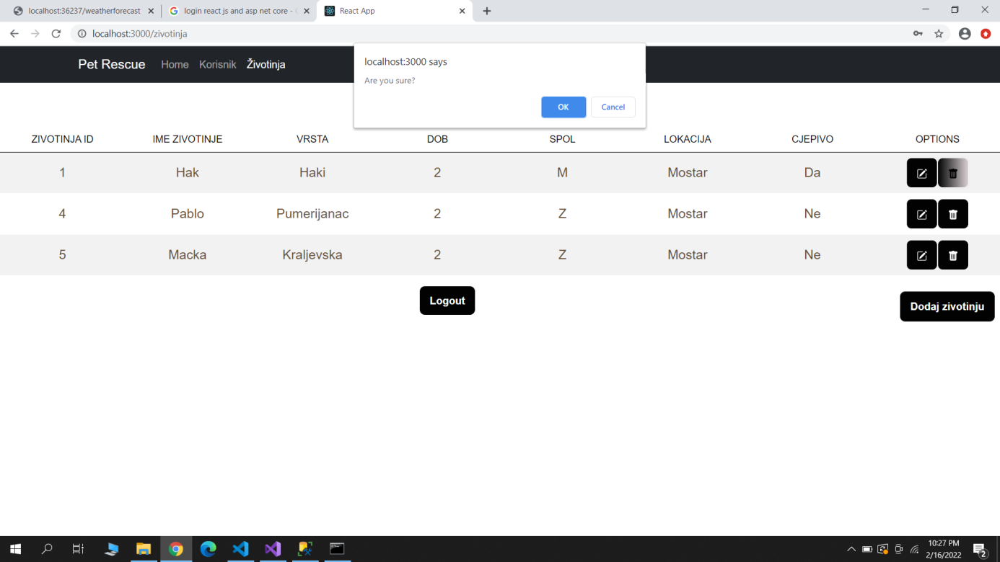 localhost:36237/weatherforecast
login react js and asp net core -
React App
localhost:3000/zivotinja
Pet Rescue Home Korisnik Životinja
localhost:3000 says
Are you sure?
OK Cancel
ZIVOTINJA ID IME ZIVOTINJE VRSTA DOB SPOL LOKACIJA CJEPIVO OPTIONS
1 Hak Haki 2 M Mostar Da
4 Pablo Pumerijanac 2 Z Mostar Ne
5 Macka Kraljevska 2 Z Mostar Ne
Logout
Dodaj zivotinju
10:27 PM
2/16/2022
2